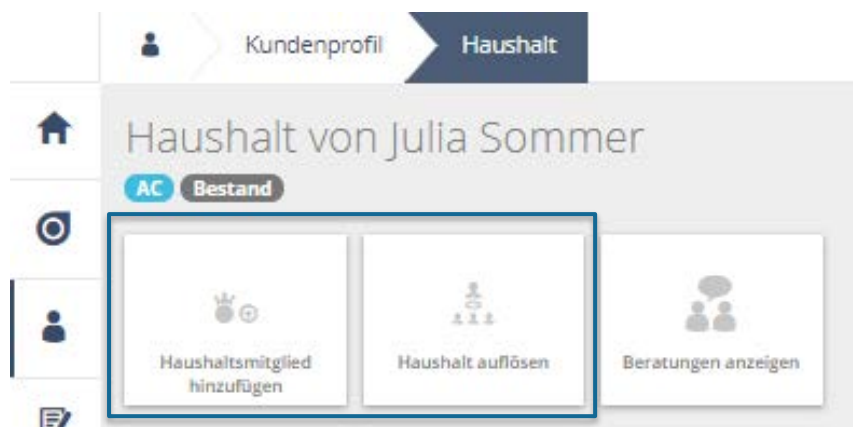 Kundenprofil
Haushalt
Haushalt von Julia Sommer
AC Bestand
Haushaltsmitglied
hinzufügen
Haushalt auflösen
Beratungen anzeigen